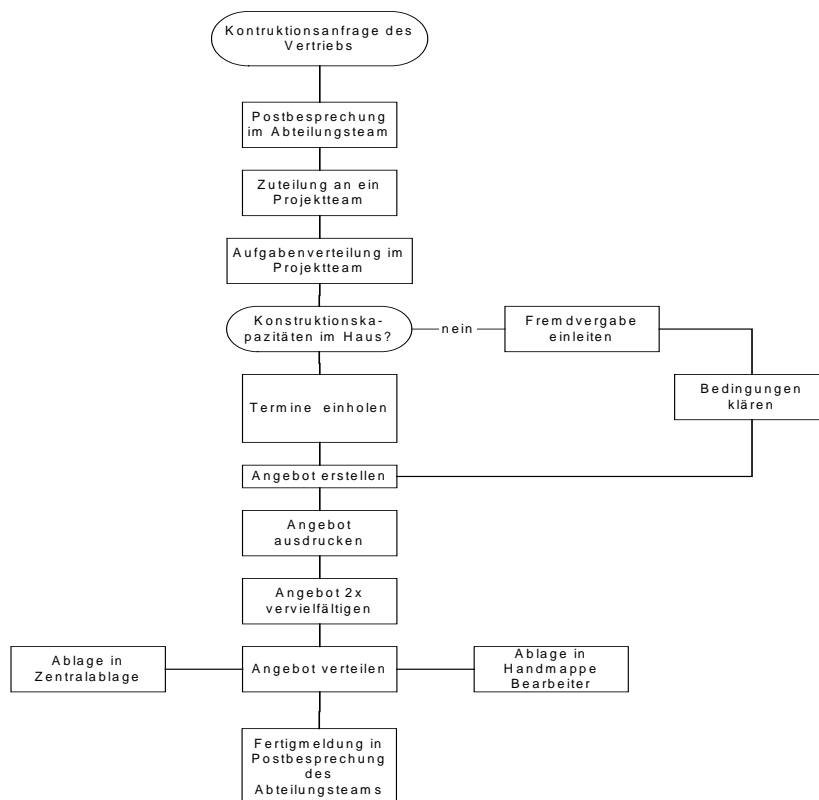 Kontruktionsanfrage des
Vertriebs
Postbesprechung
im Abteilungsteam
Zuteilung an ein
Projektteam
Aufgabenverteilung im
Projektteam
Konstruktionska-
pazitäten im Haus?
nein
Fremdvergabe
einleiten
Bedingungen
klären
Termine einholen
Angebot erstellen
Angebot
ausdrucken
Angebot 2x
vervielfältigen
Ablage in
Zentralablage
Angebot verteilen
Ablage in
Handmappe
Bearbeiter
Fertigmeldung in
Postbesprechung
des
Abteilungsteams